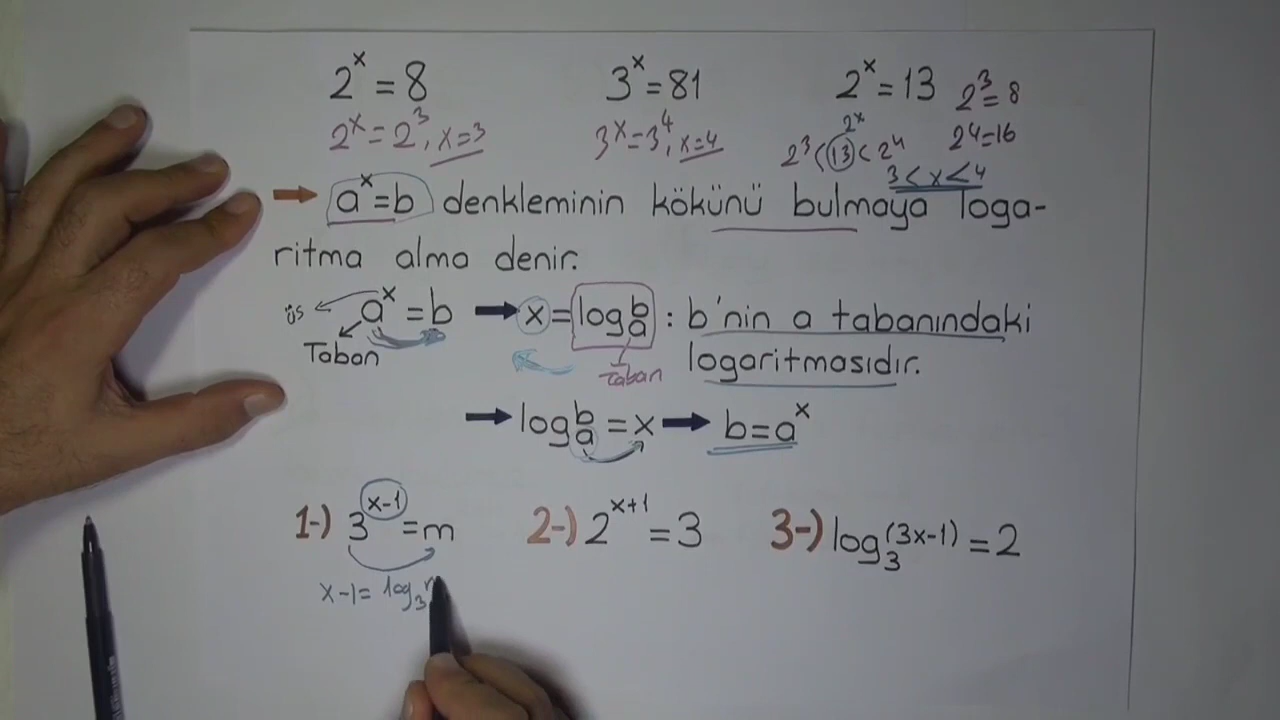 2^x = 8 3^x = 81 2^x = 13 2^3 = 8
2^x = 2^3, x=3 3^x = 3^4, x=4 2^x 2^4 = 16
2^3 < 13 < 2^4
3 < x < 4
a^x = b denkleminin kökünü bulmaya loga-
ritma alma denir.
üs a^x = b x = log_a b : b'nin a tabanındaki
Taban Taban logaritmasıdır.
log_a b = x b = a^x
1-) 3^(x-1) = m 2-) 2^(x+1) = 3 3-) log_3 (3x-1) = 2
x-1 = log_3